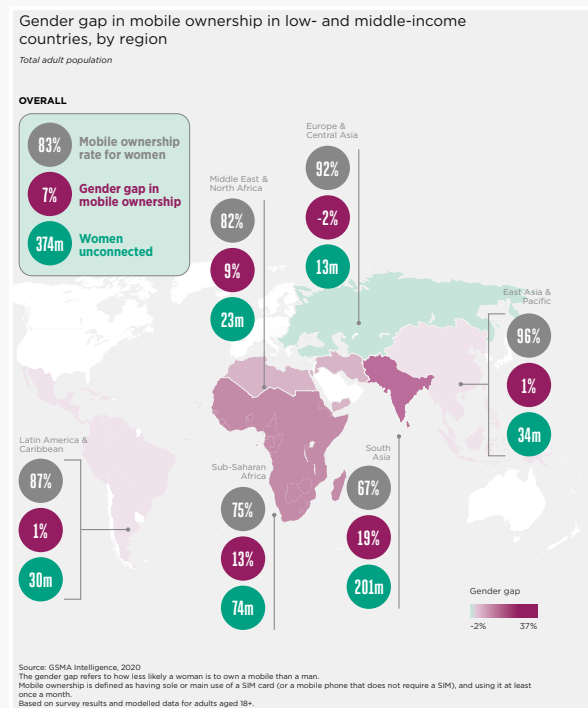 Gender gap in mobile ownership in low- and middle-income
countries, by region
Total adult population
OVERALL
83%
Mobile ownership
rate for women
7%
Gender gap in
mobile ownership
374m
Women
unconnected
Europe &
Central Asia
92%
-2%
13m
Middle East &
North Africa
82%
9%
23m
East Asia &
Pacific
96%
1%
34m
Latin America &
Caribbean
87%
1%
30m
Sub-Saharan
Africa
75%
13%
74m
South
Asia
67%
19%
201m
Gender gap
-2%
37%
Source: GSMA Intelligence, 2020
The gender gap refers to how less likely a woman is to own a mobile than a man.
Mobile ownership is defined as having sole or main use of a SIM card (or a mobile phone that does not require a SIM), and using it at least
once a month.
Based on survey results and modelled data for adults aged 18+.